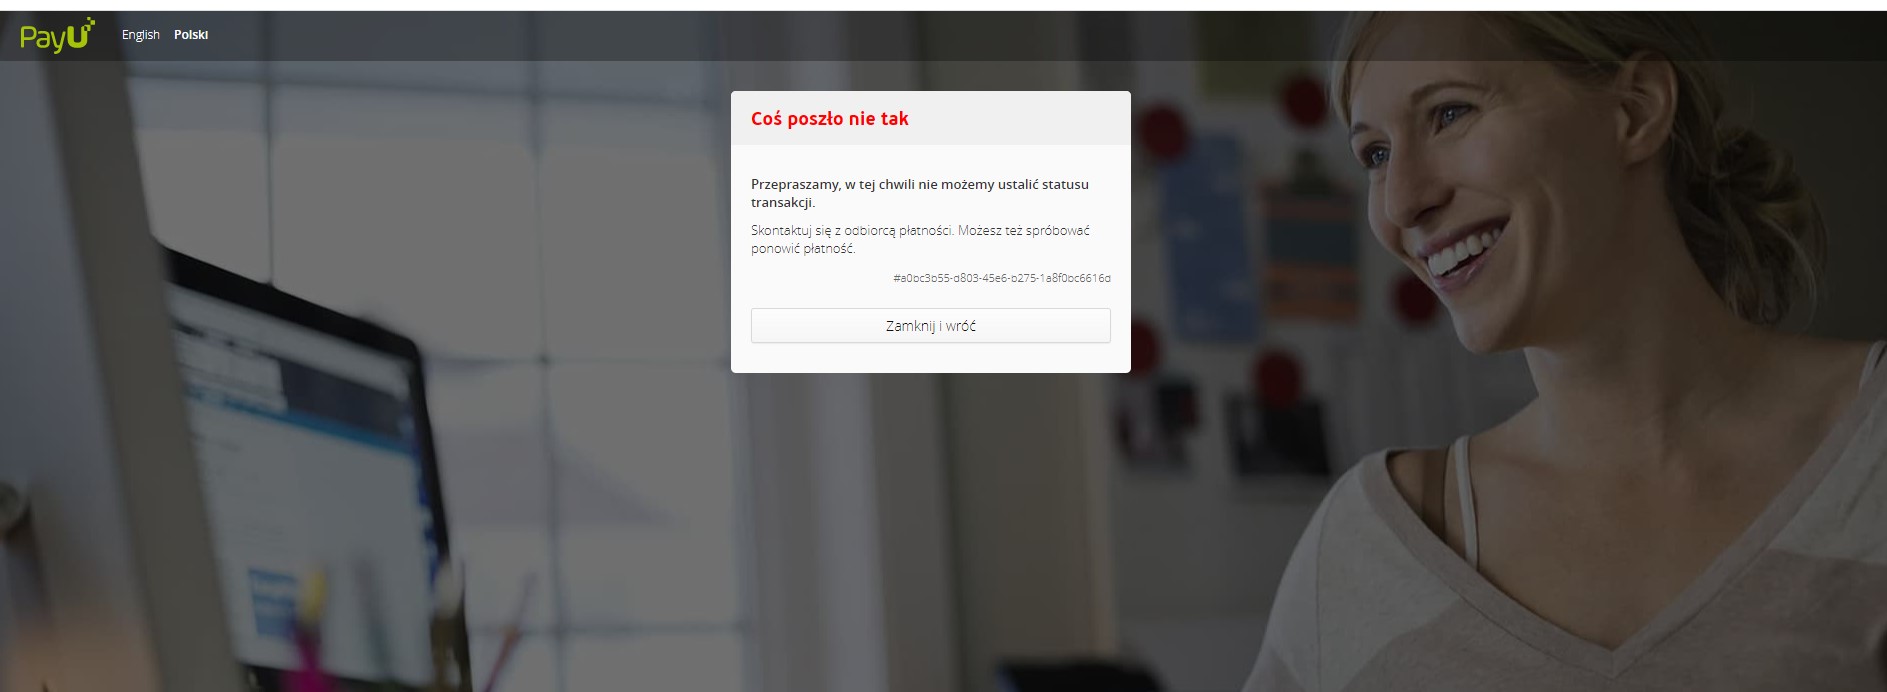 PayU English Polski
Coś poszło nie tak
Przepraszamy, w tej chwili nie możemy ustalić statusu
transakcji.
Skontaktuj się z odbiorcą płatności. Możesz też spróbować
ponowić płatność.
#a0bc3b55-d803-45e6-b275-1a8f0bc6616d
Zamknij i wróć